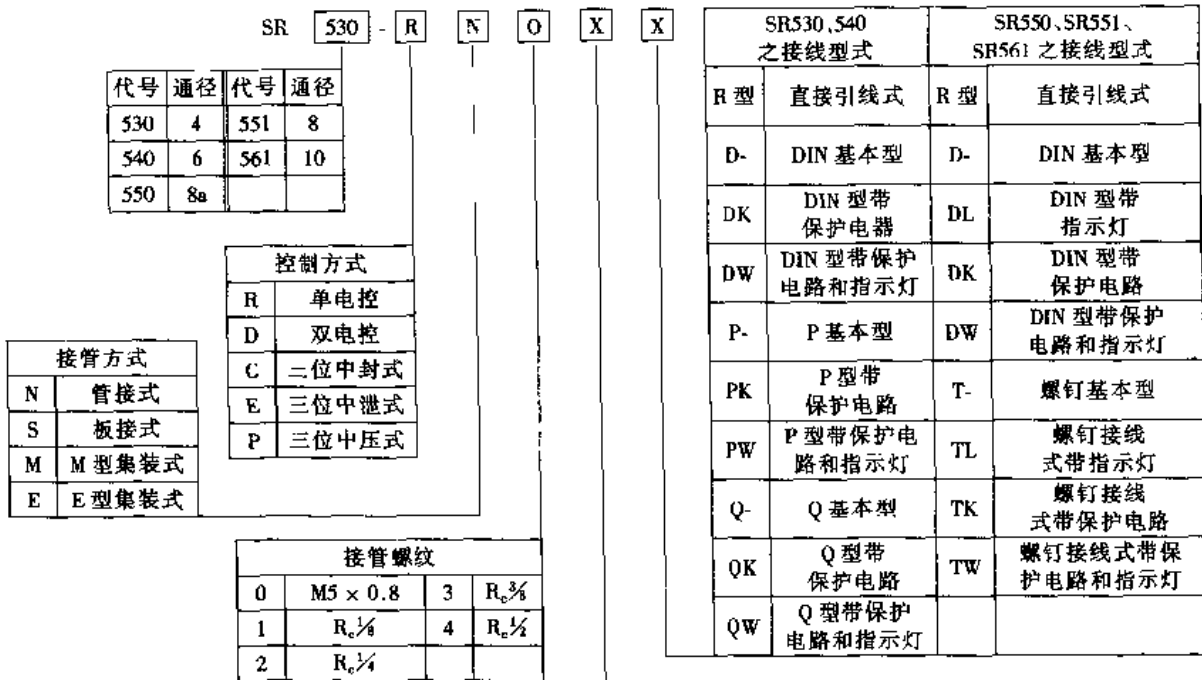 SR 530 - R N O X X
代号 通径 代号 通径
530 4 551 8
540 6 561 10
550 8a
控制方式
R 单电控
D 双电控
C 三位中封式
E 三位中泄式
P 三位中压式
接管方式
N 管接式
S 板接式
M M型集装式
E E型集装式
接管螺纹
0 M5×0.8 3 Rc⅜
1 Rc⅛ 4 Rc½
2 Rc¼
SR530、540 SR550、SR551、
之接线型式 SR561之接线型式
R型 直接引线式 R型 直接引线式
D- DIN基本型 D- DIN基本型
DK DIN型带 DL DIN型带
保护电器 指示灯
DW DIN型带保护 DK DIN型带
电路和指示灯 保护电路
P- P基本型 DW DIN型带保护
电路和指示灯
PK P型带 T- 螺钉基本型
保护电路
PW P型带保护电 TL 螺钉接线
路和指示灯 式带指示灯
Q- Q基本型 TK 螺钉接线
式带保护电路
QK Q型带 TW 螺钉接线式带保
保护电路 护电路和指示灯
QW Q型带保护
电路和指示灯